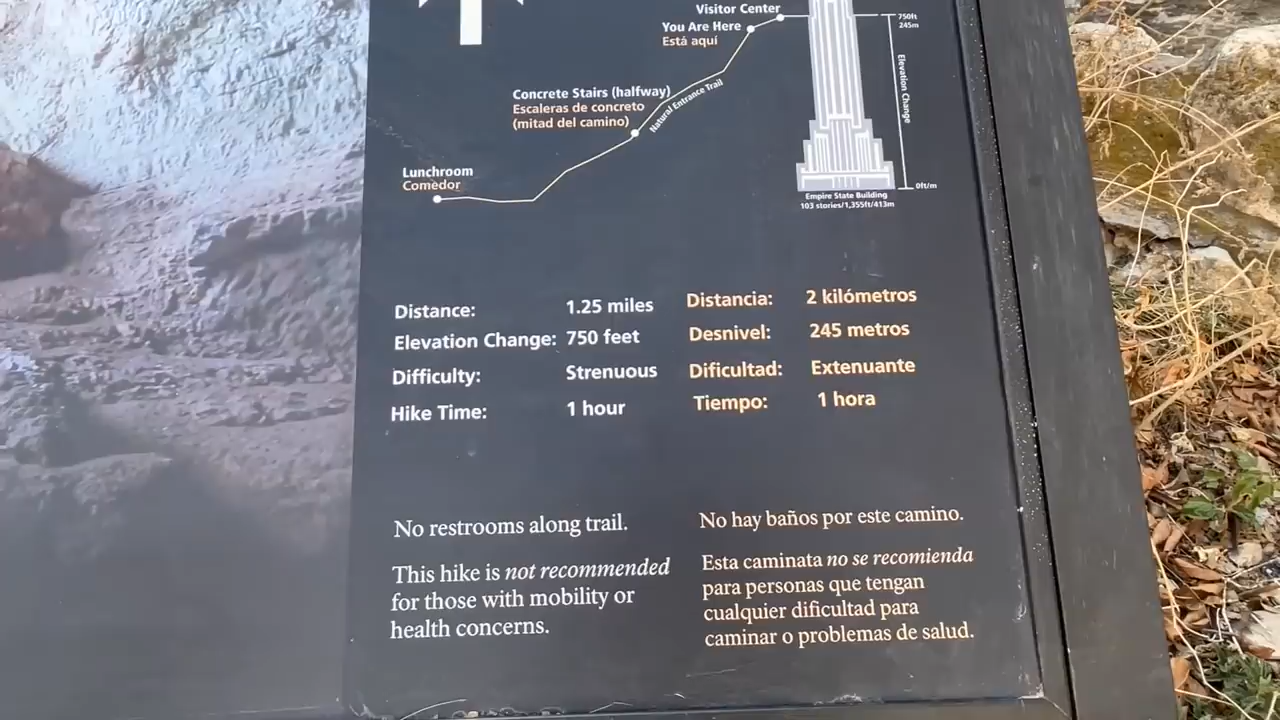 Visitor Center
You Are Here
Está aquí
750ft
245m
Elevation Change
Concrete Stairs (halfway)
Escaleras de concreto
(mitad del camino)
Natural Entrance Trail
Lunchroom
Comedor
0ft/m
Empire State Building
103 stories/1,355ft/413m
Distance: 1.25 miles
Elevation Change: 750 feet
Difficulty: Strenuous
Hike Time: 1 hour
Distancia: 2 kilómetros
Desnivel: 245 metros
Dificultad: Extenuante
Tiempo: 1 hora
No restrooms along trail.
This hike is not recommended
for those with mobility or
health concerns.
No hay baños por este camino.
Esta caminata no se recomienda
para personas que tengan
cualquier dificultad para
caminar o problemas de salud.